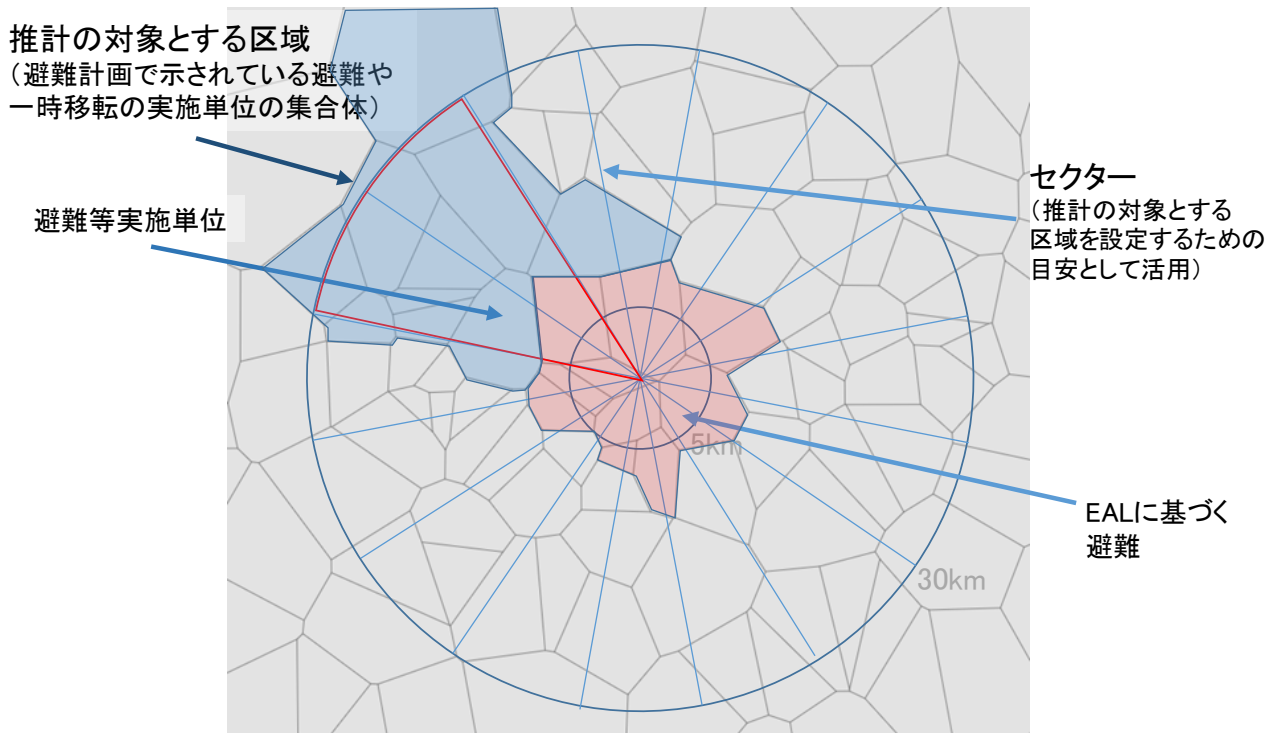 推計の対象とする区域
（避難計画で示されている避難や
一時移転の実施単位の集合体）
避難等実施単位
セクター
（推計の対象とする
区域を設定するための
目安として活用）
5km
EALに基づく
避難
30km